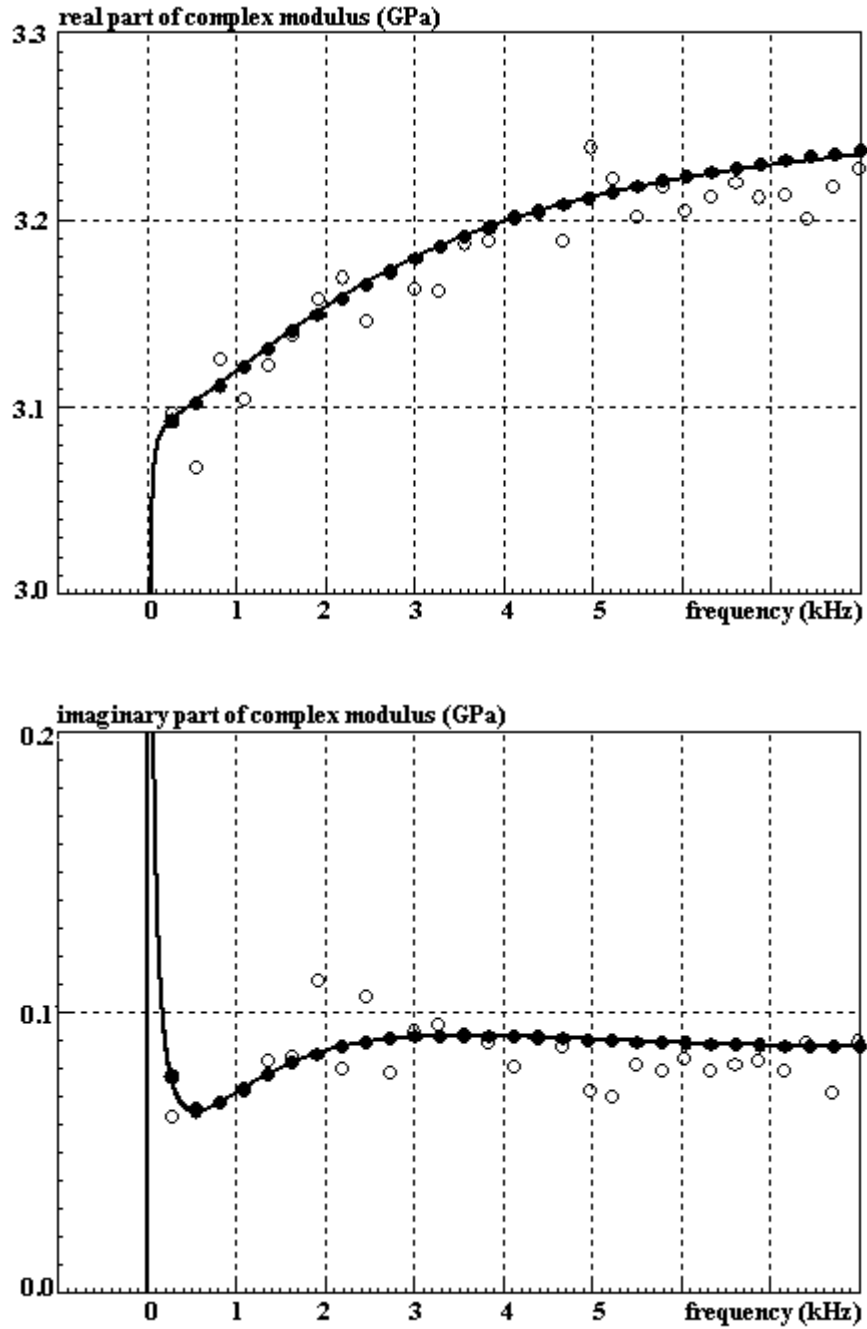 real part of complex modulus (GPa)
3.3
3.2
3.1
3.0
0 1 2 3 4 5 frequency (kHz)
imaginary part of complex modulus (GPa)
0.2
0.1
0.0
0 1 2 3 4 5 frequency (kHz)